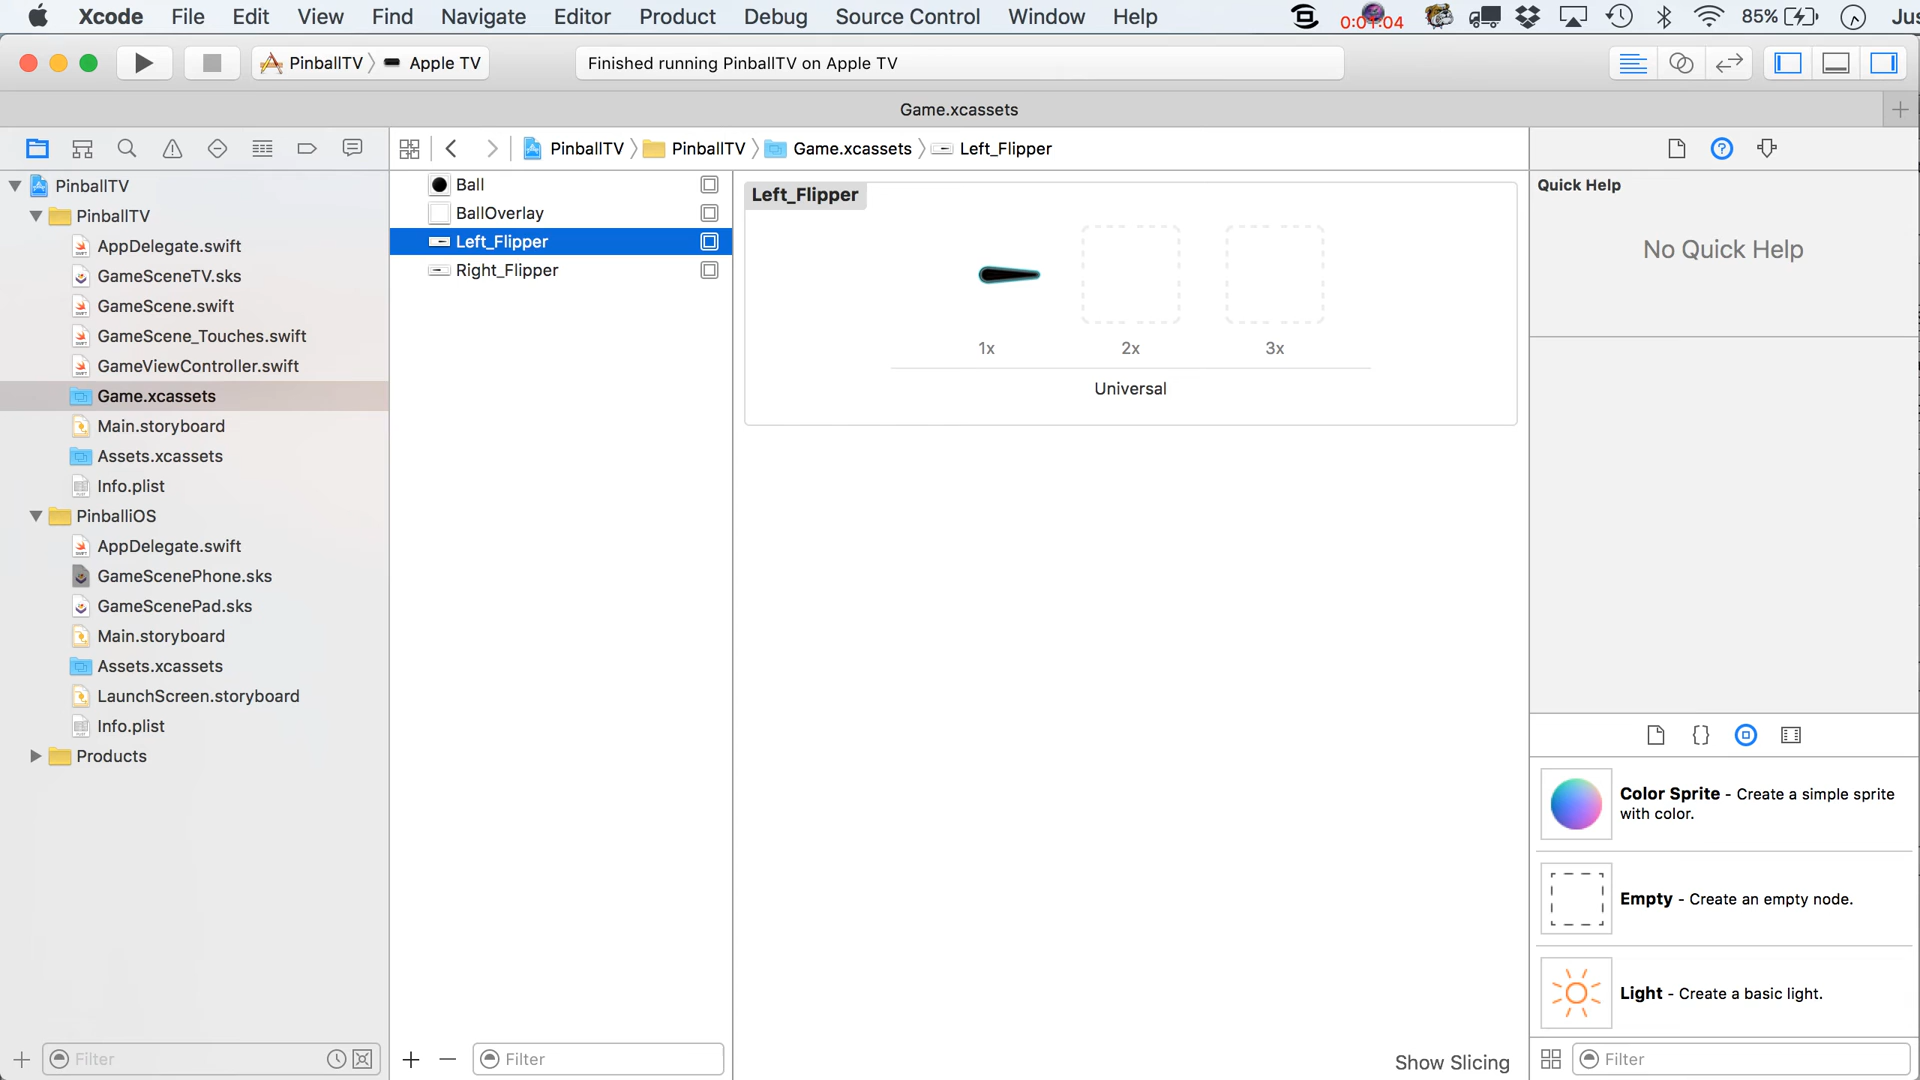 Xcode File Edit View Find Navigate Editor Product Debug Source Control Window Help 0:01:04 85% Jus
PinballTV Apple TV Finished running PinballTV on Apple TV
Game.xcassets
PinballTV PinballTV Game.xcassets Left_Flipper
PinballTV
PinballTV
AppDelegate.swift
GameSceneTV.sks
GameScene.swift
GameScene_Touches.swift
GameViewController.swift
Game.xcassets
Main.storyboard
Assets.xcassets
Info.plist
PinballiOS
AppDelegate.swift
GameScenePhone.sks
GameScenePad.sks
Main.storyboard
Assets.xcassets
LaunchScreen.storyboard
Info.plist
Products
Filter
Ball
BallOverlay
Left_Flipper
Right_Flipper
Filter
Left_Flipper
1x 2x 3x
Universal
Show Slicing
Quick Help
No Quick Help
{}
Color Sprite - Create a simple sprite
with color.
Empty - Create an empty node.
Light - Create a basic light.
Filter